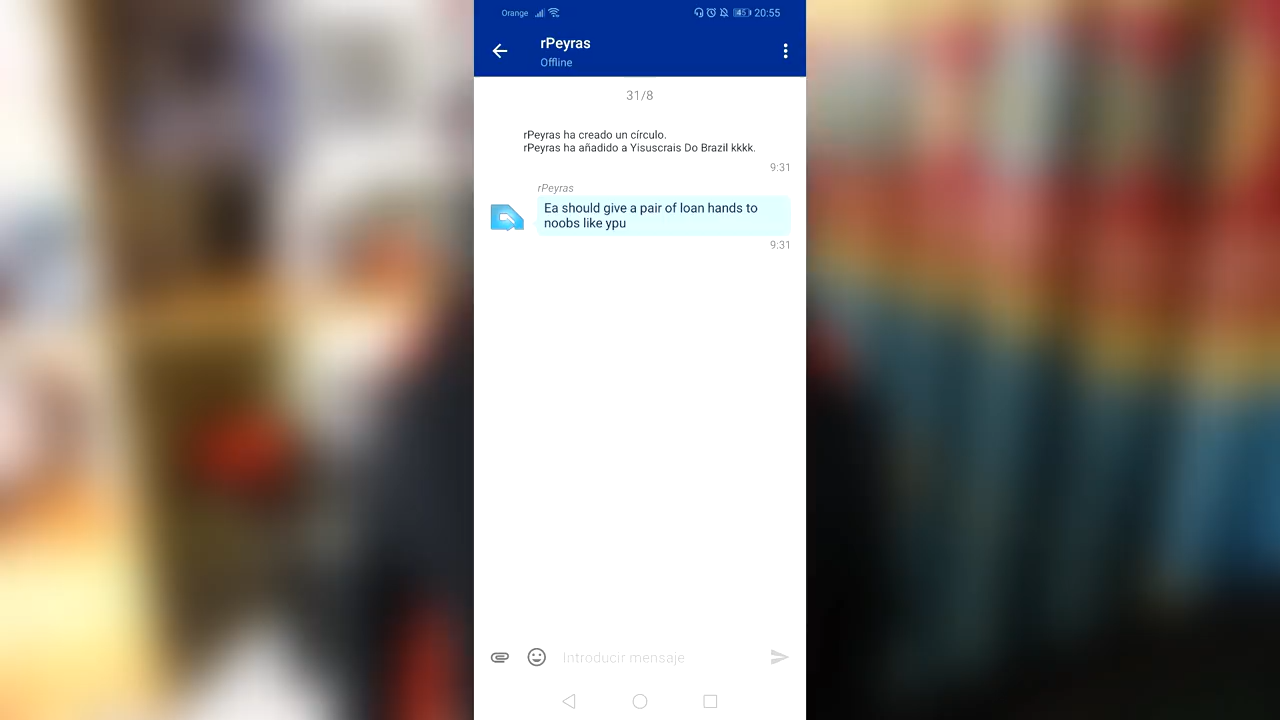 Orange 45 20:55
rPeyras
Offline
31/8
rPeyras ha creado un círculo.
rPeyras ha añadido a Yisuscrais Do Brazil kkkk.
9:31
rPeyras
Ea should give a pair of loan hands to
noobs like ypu
9:31
Introducir mensaje